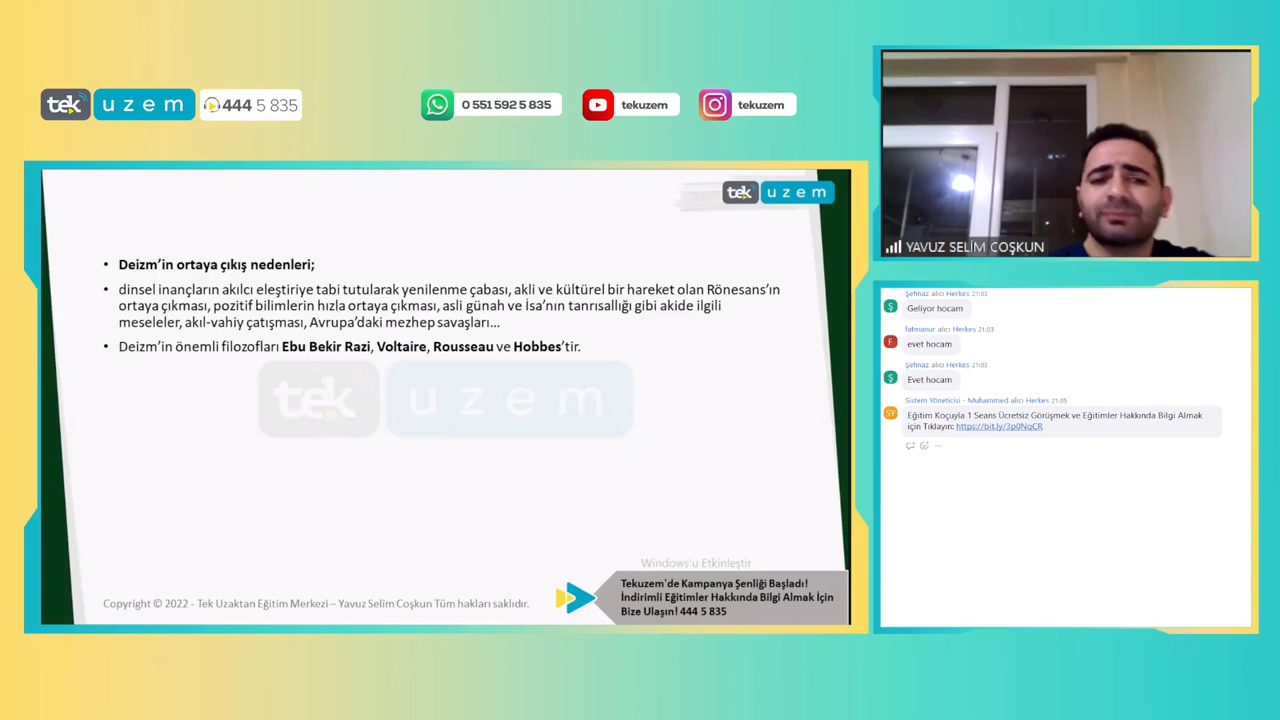 tek uzem 444 5 835
0 551 592 5 835
tekuzem
tekuzem
tek uzem
• Deizm'in ortaya çıkış nedenleri;
• dinsel inançların akılcı eleştiriye tabi tutularak yenilenme çabası, akli ve kültürel bir hareket olan Rönesans'ın
ortaya çıkması, pozitif bilimlerin hızla ortaya çıkması, asli günah ve İsa'nın tanrısallığı gibi akide ilgili
meseleler, akıl-vahiy çatışması, Avrupa'daki mezhep savaşları...
• Deizm'in önemli filozofları Ebu Bekir Razi, Voltaire, Rousseau ve Hobbes'tir.
tek uzem
Windows'u Etkinleştir
Copyright © 2022 - Tek Uzaktan Eğitim Merkezi – Yavuz Selim Coşkun Tüm hakları saklıdır.
Tekuzem'de Kampanya Şenliği Başladı!
İndirimli Eğitimler Hakkında Bilgi Almak İçin
Bize Ulaşın! 444 5 835
YAVUZ SELİM COŞKUN
Şehnaz alıcı Herkes 21:03
Ş
Geliyor hocam
fatmanur alıcı Herkes 21:03
F
evet hocam
Şehnaz alıcı Herkes 21:03
Ş
Evet hocam
Sistem Yöneticisi - Muhammed alıcı Herkes 21:05
SY
Eğitim Koçuyla 1 Seans Ücretsiz Görüşmek ve Eğitimler Hakkında Bilgi Almak
için Tıklayın: https://bit.ly/3p0NqCR